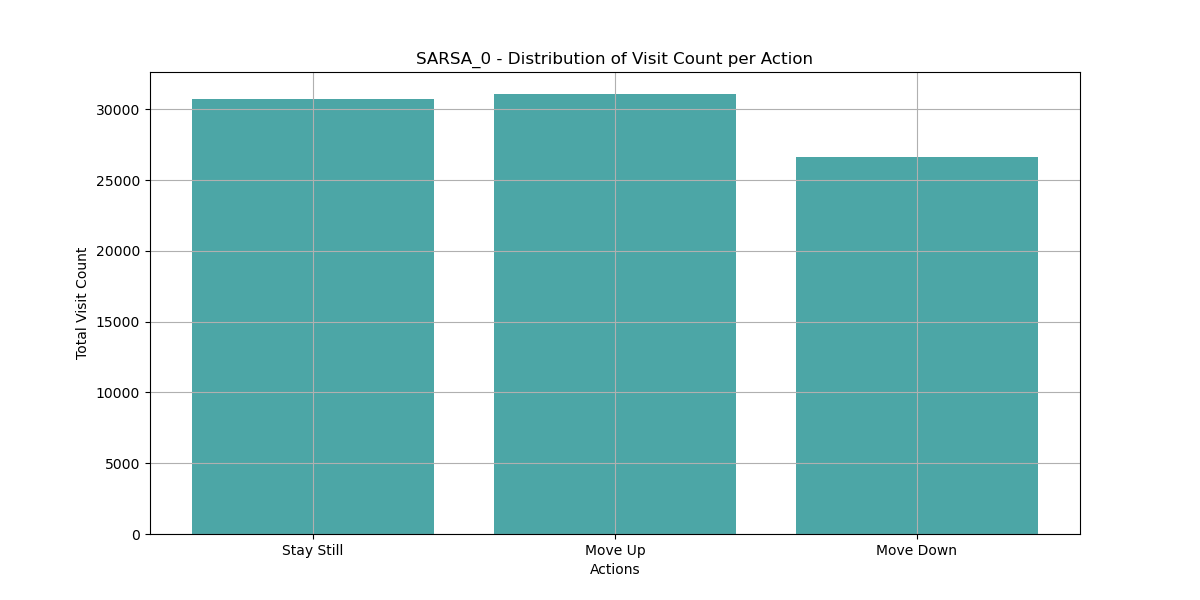 SARSA_0 - Distribution of Visit Count per Action
Total Visit Count
30000
25000
20000
15000
10000
5000
0
Stay Still
Move Up
Move Down
Actions